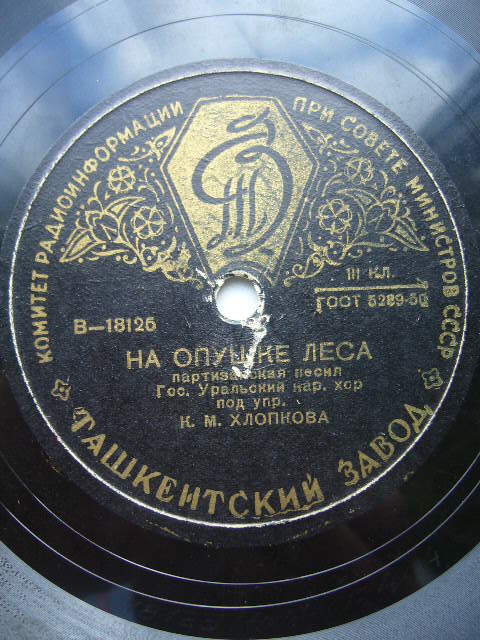 КОМИТЕТ РАДИОИНФОРМАЦИИ ПРИ СОВЕТЕ МИНИСТРОВ СССР
ТЗ
III КЛ.
ГОСТ 5289-50
В—18126
НА ОПУШКЕ ЛЕСА
партизанская песня
Гос. Уральский нар. хор
под упр.
К. М. ХЛОПКОВА
ТАШКЕНТСКИЙ ЗАВОД